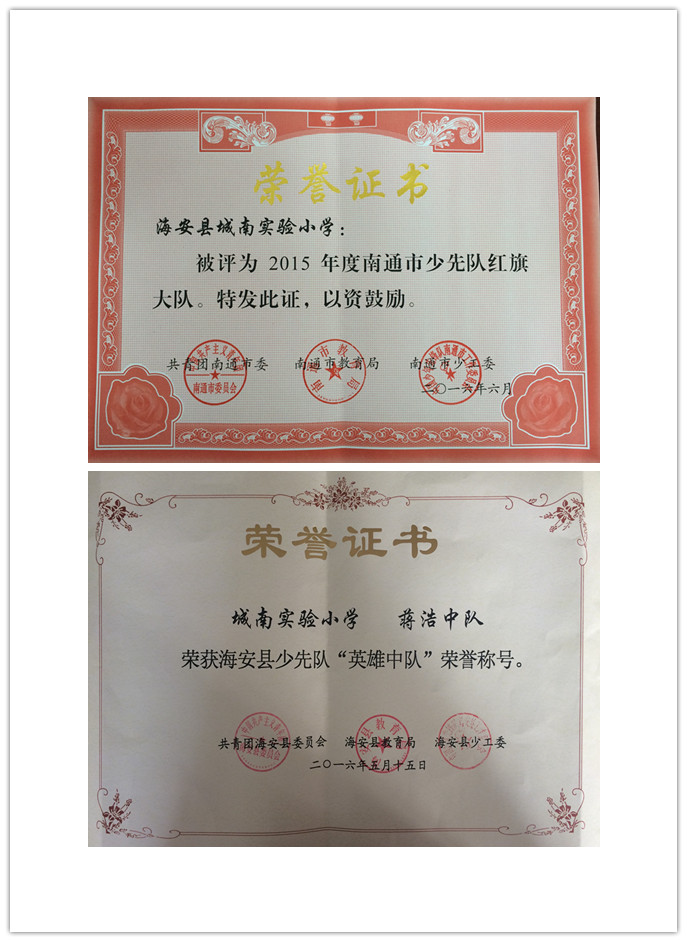 荣誉证书
海安县城南实验小学：
被评为 2015 年度南通市少先队红旗
大队。特发此证，以资鼓励。
共青团南通市委 南通市教育局 南通市少工委
南通市委员会
二〇一六年六月
荣誉证书
城南实验小学 蒋浩中队
荣获海安县少先队“英雄中队”荣誉称号。
共青团海安县委员会 海安县教育局 海安县少工委
二〇一六年五月十五日